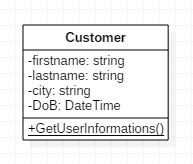 Customer
-firstname: string
-lastname: string
-city: string
-DoB: DateTime
+GetUserInformations()